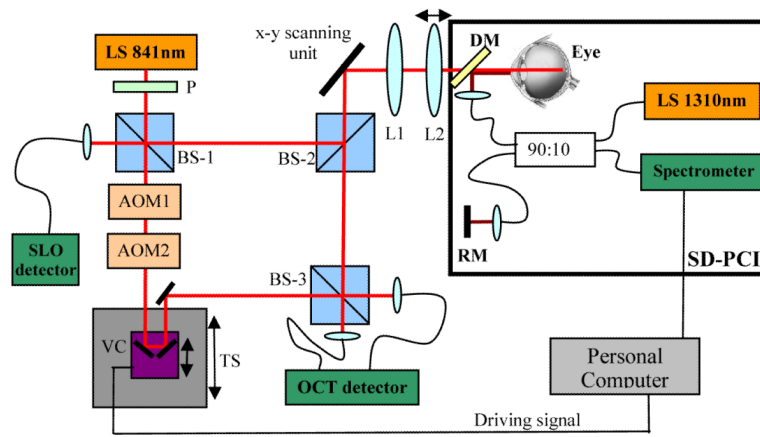 LS 841nm
P
x-y scanning
unit
DM
Eye
L1
L2
LS 1310nm
90:10
BS-1
BS-2
Spectrometer
AOM1
AOM2
SLO
detector
RM
SD-PCI
BS-3
VC
TS
OCT detector
Personal
Computer
Driving signal